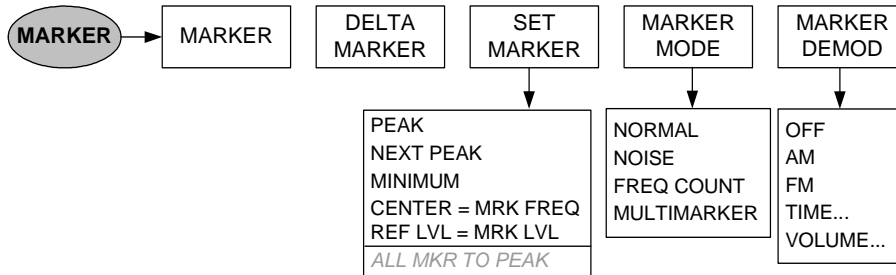 MARKER
MARKER
DELTA
MARKER
SET
MARKER
MARKER
MODE
MARKER
DEMOD
PEAK
NEXT PEAK
MINIMUM
CENTER = MRK FREQ
REF LVL = MRK LVL
ALL MKR TO PEAK
NORMAL
NOISE
FREQ COUNT
MULTIMARKER
OFF
AM
FM
TIME...
VOLUME...